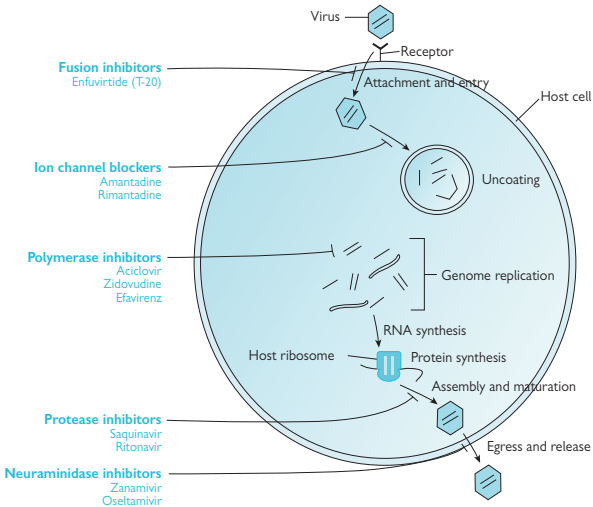 Virus
Receptor
Fusion inhibitors
Enfuvirtide (T-20)
Attachment and entry
Host cell
Ion channel blockers
Amantadine
Rimantadine
Uncoating
Polymerase inhibitors
Aciclovir
Zidovudine
Efavirenz
Genome replication
RNA synthesis
Host ribosome
Protein synthesis
Assembly and maturation
Protease inhibitors
Saquinavir
Ritonavir
Egress and release
Neuraminidase inhibitors
Zanamivir
Oseltamivir